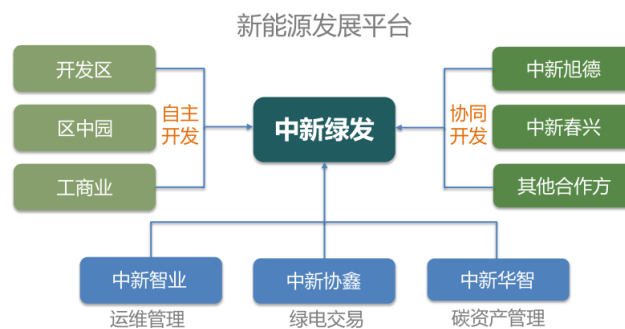 新能源发展平台
开发区
区中园
工商业
自主
开发
中新绿发
协同
开发
中新旭德
中新春兴
其他合作方
中新智业
中新协鑫
中新华智
运维管理
绿电交易
碳资产管理